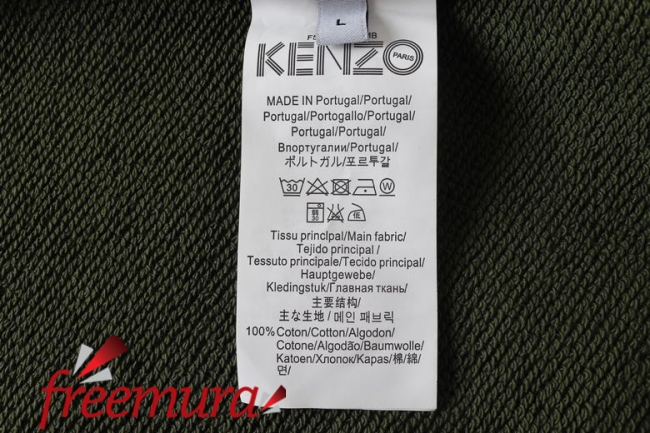 L
KENZO
PARIS
MADE IN Portugal/Portugal/
Portugal/Portogallo/Portugal/
Portugal/Portugal/
Впортугалии/Portugal/
ポルトガル/포르투갈/
30 W
30
Tissu principal/Main fabric/
Tejido principal /
Tessuto principale/Tecido principal/
Hauptgewebe/
Kledingstuk/Главная ткань/
主要结构/
主な生地 / 메인 패브릭
100% Coton/Cotton/Algodon/
Cotone/Algodão/Baumwolle/
Katoen/Хлопок/Kapas/棉/綿/
면/
freemura